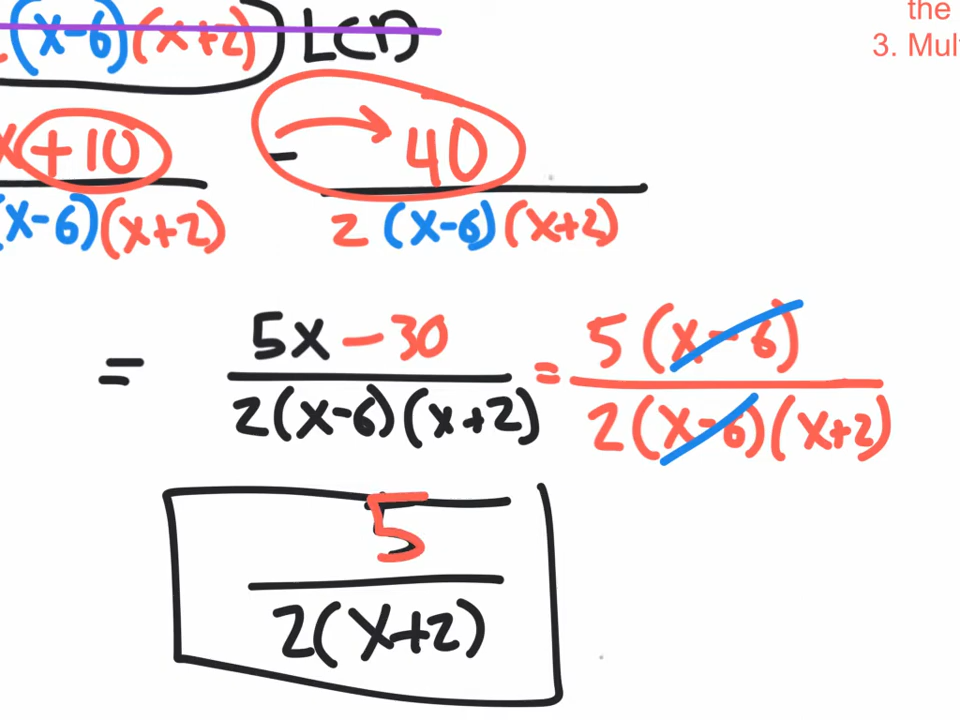 (x-6)(x+2)) LCD
the
3. Mul
x + 10 - 40
(x-6)(x+2) 2 (x-6)(x+2)
= 5x - 30 = 5(x-6)
2(x-6)(x+2) 2(x-6)(x+2)
5
2(x+2)